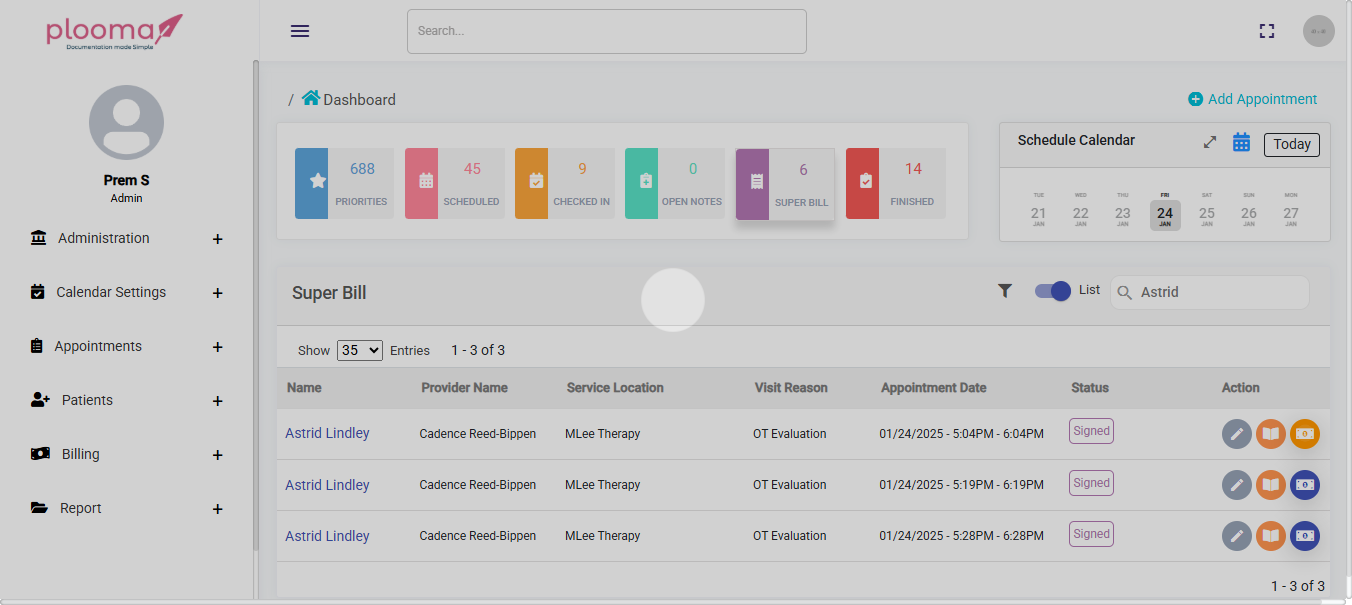 plooma
Documentation made Simple
Search...
Prem S
Admin
Administration +
Calendar Settings +
Appointments +
Patients +
Billing +
Report +
/ Dashboard
Add Appointment
688
PRIORITIES
45
SCHEDULED
9
CHECKED IN
0
OPEN NOTES
6
SUPER BILL
14
FINISHED
Schedule Calendar
Today
TUE WED THU FRI SAT SUN MON
21 22 23 24 25 26 27
JAN JAN JAN JAN JAN JAN JAN
Super Bill
List
Astrid
Show 35 Entries 1 - 3 of 3
Name Provider Name Service Location Visit Reason Appointment Date Status Action
Astrid Lindley Cadence Reed-Bippen MLee Therapy OT Evaluation 01/24/2025 - 5:04PM - 6:04PM Signed
Astrid Lindley Cadence Reed-Bippen MLee Therapy OT Evaluation 01/24/2025 - 5:19PM - 6:19PM Signed
Astrid Lindley Cadence Reed-Bippen MLee Therapy OT Evaluation 01/24/2025 - 5:28PM - 6:28PM Signed
1 - 3 of 3